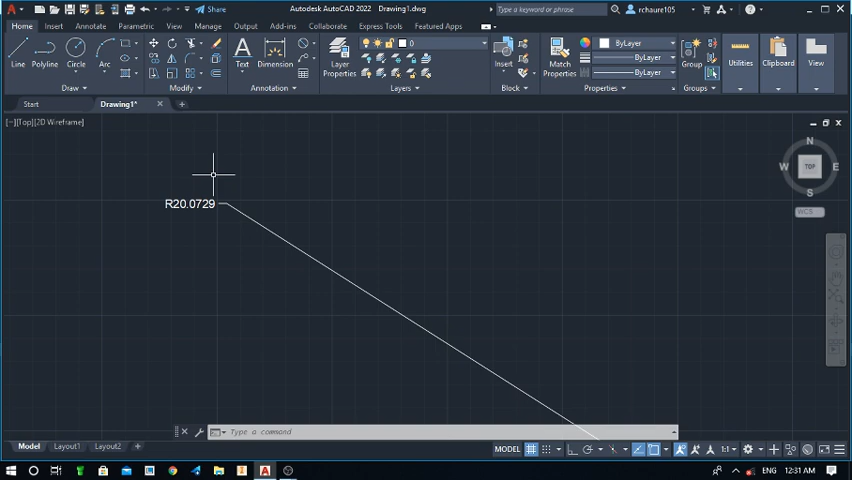 Share
Autodesk AutoCAD 2022 Drawing1.dwg
Type a keyword or phrase
rchaure105
Home Insert Annotate Parametric View Manage Output Add-ins Collaborate Express Tools Featured Apps
0
ByLayer
ByLayer
ByLayer
Line Polyline Circle Arc Text Dimension Layer Properties Insert Match Properties Group Utilities Clipboard View
Draw Modify Annotation Layers Block Properties Groups
Start Drawing1*
[−][Top][2D Wireframe]
N
W TOP E
S
WCS
R20.0729
Type a command
Model Layout1 Layout2
MODEL 1:1
ENG 12:31 AM